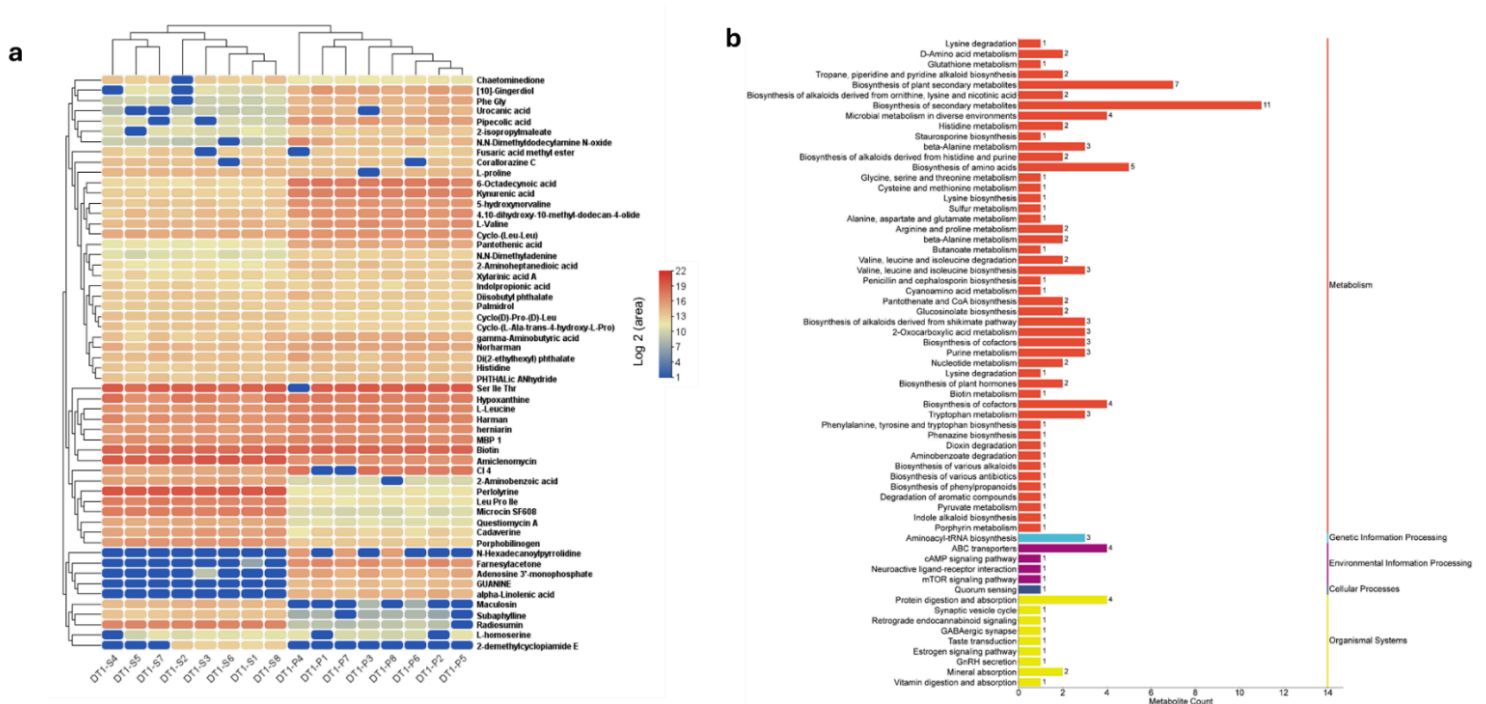 a
Chaetominedione
[10]-Gingerdiol
Phe Gly
Urocanic acid
Pipecolic acid
2-isopropylmaleate
N.N-Dimethyldodecylamine N-oxide
Fusaric acid methyl ester
Corallorazine C
L-proline
6-Octadecynoic acid
Kynurenic acid
5-hydroxynorvaline
4.10-dihydroxy-10-methyl-dodecan-4-olide
L-Valine
Cyclo-(Leu-Leu)
Pantothenic acid
N.N-Dimethyladenine
2-Aminoheptanedioic acid
Xylarinic acid A
Indolpropionic acid
Diisobutyl phthalate
Palmidrol
Cyclo(D)-Pro-(D)-Leu
Cyclo-(L-Ala-trans-4-hydroxy-L-Pro)
gamma-Aminobutyric acid
Norharman
Di(2-ethylhexyl) phthalate
Histidine
PHTHALic ANhydride
Ser Ile Thr
Hypoxanthine
L-Leucine
Harman
herniarin
MBP 1
Biotin
Amiclenomycin
CI 4
2-Aminobenzoic acid
Perlolyrine
Leu Pro Ile
Microcin SF608
Questiomycin A
Cadaverine
Porphobilinogen
N-Hexadecanoylpyrrolidine
Farnesylacetone
Adenosine 3'-monophosphate
GUANINE
alpha-Linolenic acid
Maculosin
Subaphylline
Radiosumin
L-homoserine
2-demethylcyclopiamide E
DT1-S4 DT1-S5 DT1-S7 DT1-S2 DT1-S3 DT1-S6 DT1-S1 DT1-S8 DT1-P4 DT1-P1 DT1-P7 DT1-P3 DT1-P8 DT1-P6 DT1-P2 DT1-P5
Log 2 (area)
22
19
16
13
10
7
4
1
b
Lysine degradation 1
D-Amino acid metabolism 2
Glutathione metabolism 1
Tropane, piperidine and pyridine alkaloid biosynthesis 2
Biosynthesis of plant secondary metabolites 7
Biosynthesis of alkaloids derived from ornithine, lysine and nicotinic acid 2
Biosynthesis of secondary metabolites 11
Microbial metabolism in diverse environments 4
Histidine metabolism 2
Staurosporine biosynthesis 1
beta-Alanine metabolism 3
Biosynthesis of alkaloids derived from histidine and purine 2
Biosynthesis of amino acids 5
Glycine, serine and threonine metabolism 1
Cysteine and methionine metabolism 1
Lysine biosynthesis 1
Sulfur metabolism 1
Alanine, aspartate and glutamate metabolism 1
Arginine and proline metabolism 2
beta-Alanine metabolism 2
Butanoate metabolism 1
Valine, leucine and isoleucine degradation 2
Valine, leucine and isoleucine biosynthesis 3
Penicillin and cephalosporin biosynthesis 1
Cyanoamino acid metabolism 1
Pantothenate and CoA biosynthesis 2
Glucosinolate biosynthesis 2
Biosynthesis of alkaloids derived from shikimate pathway 3
2-Oxocarboxylic acid metabolism 3
Biosynthesis of cofactors 3
Purine metabolism 3
Nucleotide metabolism 2
Lysine degradation 1
Biosynthesis of plant hormones 2
Biotin metabolism 1
Biosynthesis of cofactors 4
Tryptophan metabolism 3
Phenylalanine, tyrosine and tryptophan biosynthesis 1
Phenazine biosynthesis 1
Dioxin degradation 1
Aminobenzoate degradation 1
Biosynthesis of various alkaloids 1
Biosynthesis of various antibiotics 1
Biosynthesis of phenylpropanoids 1
Degradation of aromatic compounds 1
Pyruvate metabolism 1
Indole alkaloid biosynthesis 1
Porphyrin metabolism 1
Aminoacyl-tRNA biosynthesis 3
ABC transporters 4
cAMP signaling pathway 1
Neuroactive ligand-receptor interaction 1
mTOR signaling pathway 1
Quorum sensing 1
Protein digestion and absorption 4
Synaptic vesicle cycle 1
Retrograde endocannabinoid signaling 1
GABAergic synapse 1
Taste transduction 1
Estrogen signaling pathway 1
GnRH secretion 1
Mineral absorption 2
Vitamin digestion and absorption 1
0 2 4 6 8 10 12 14
Metabolite Count
Metabolism
Genetic Information Processing
Environmental Information Processing
Cellular Processes
Organismal Systems